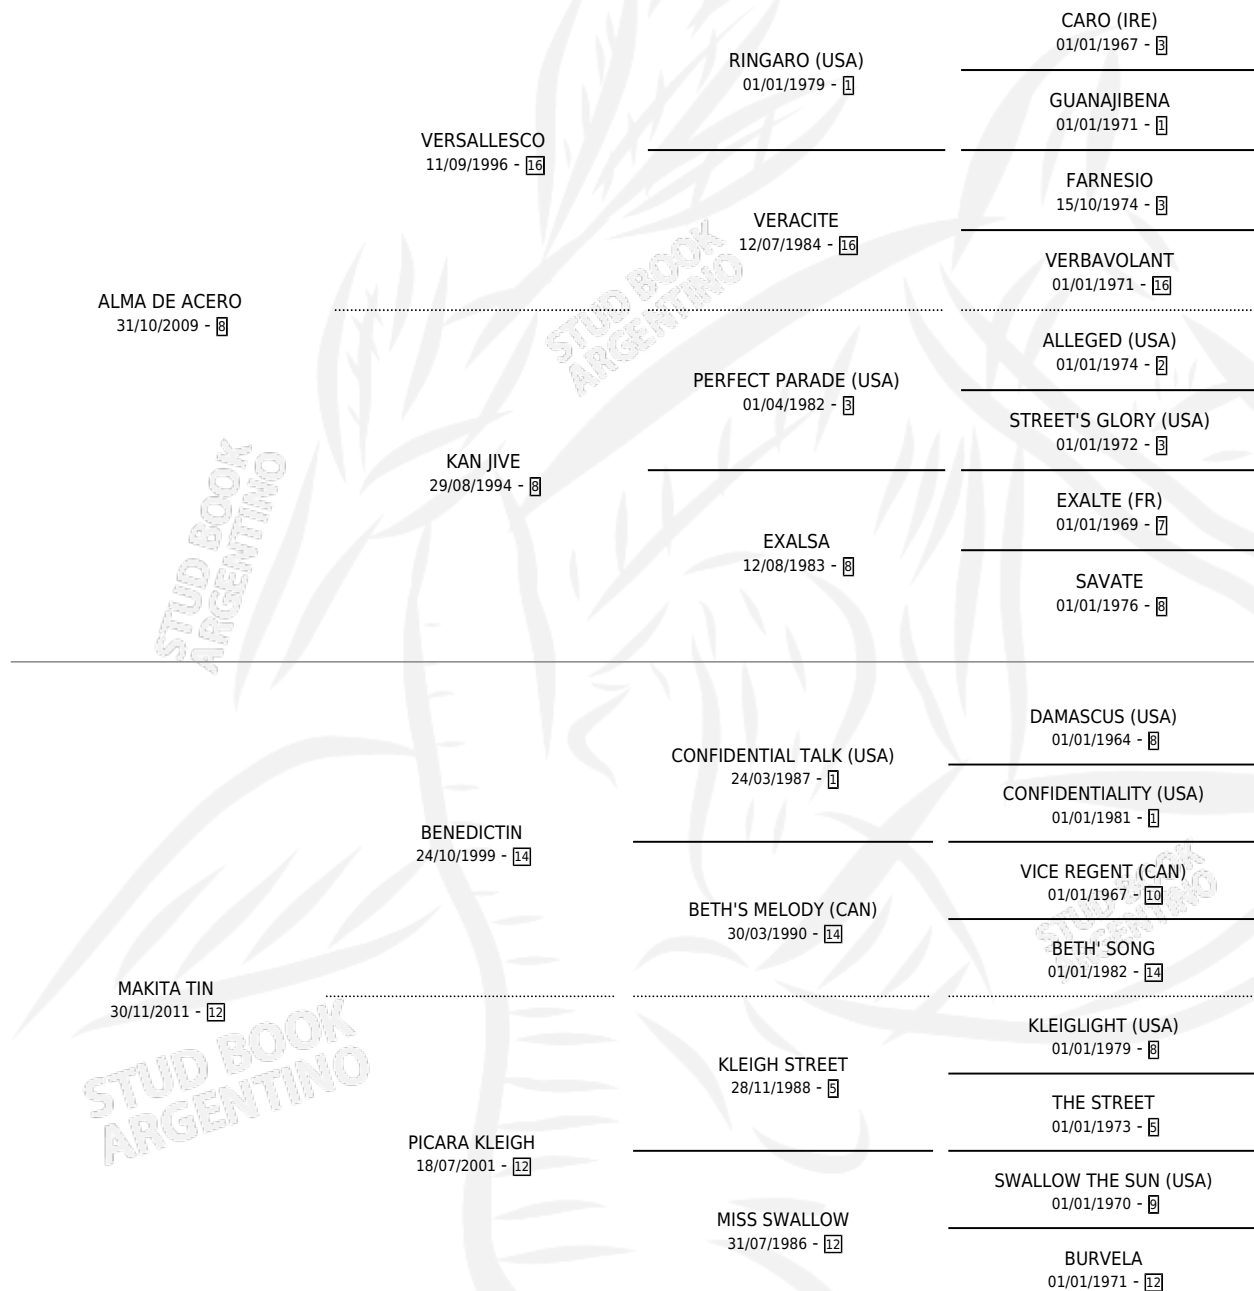 CARO (IRE)
01/01/1967 - 3
RINGARO (USA)
01/01/1979 - 1
GUANAJIBENA
01/01/1971 - 1
VERSALLESCO
11/09/1996 - 16
FARNESIO
15/10/1974 - 3
VERACITE
12/07/1984 - 16
VERBAVOLANT
01/01/1971 - 16
ALMA DE ACERO
31/10/2009 - 8
ALLEGED (USA)
01/01/1974 - 2
PERFECT PARADE (USA)
01/04/1982 - 3
STREET'S GLORY (USA)
01/01/1972 - 3
KAN JIVE
29/08/1994 - 8
EXALTE (FR)
01/01/1969 - 7
EXALSA
12/08/1983 - 8
SAVATE
01/01/1976 - 8
DAMASCUS (USA)
01/01/1964 - 8
CONFIDENTIAL TALK (USA)
24/03/1987 - 1
CONFIDENTIALITY (USA)
01/01/1981 - 1
BENEDICTIN
24/10/1999 - 14
VICE REGENT (CAN)
01/01/1967 - 10
BETH'S MELODY (CAN)
30/03/1990 - 14
BETH' SONG
01/01/1982 - 14
MAKITA TIN
30/11/2011 - 12
KLEIGLIGHT (USA)
01/01/1979 - 8
KLEIGH STREET
28/11/1988 - 5
THE STREET
01/01/1973 - 5
PICARA KLEIGH
18/07/2001 - 12
SWALLOW THE SUN (USA)
01/01/1970 - 9
MISS SWALLOW
31/07/1986 - 12
BURVELA
01/01/1971 - 12
STUD BOOK
ARGENTINO
STUD BOOK
ARGENTINO
STUD BOOK
ARGENTINO
STUD BOOK
ARGENTINO